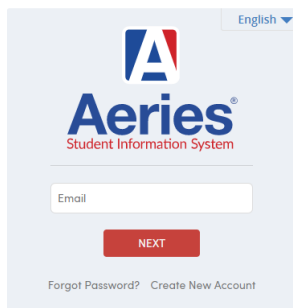 English
A
Aeries®
Student Information System
Email
NEXT
Forgot Password? Create New Account